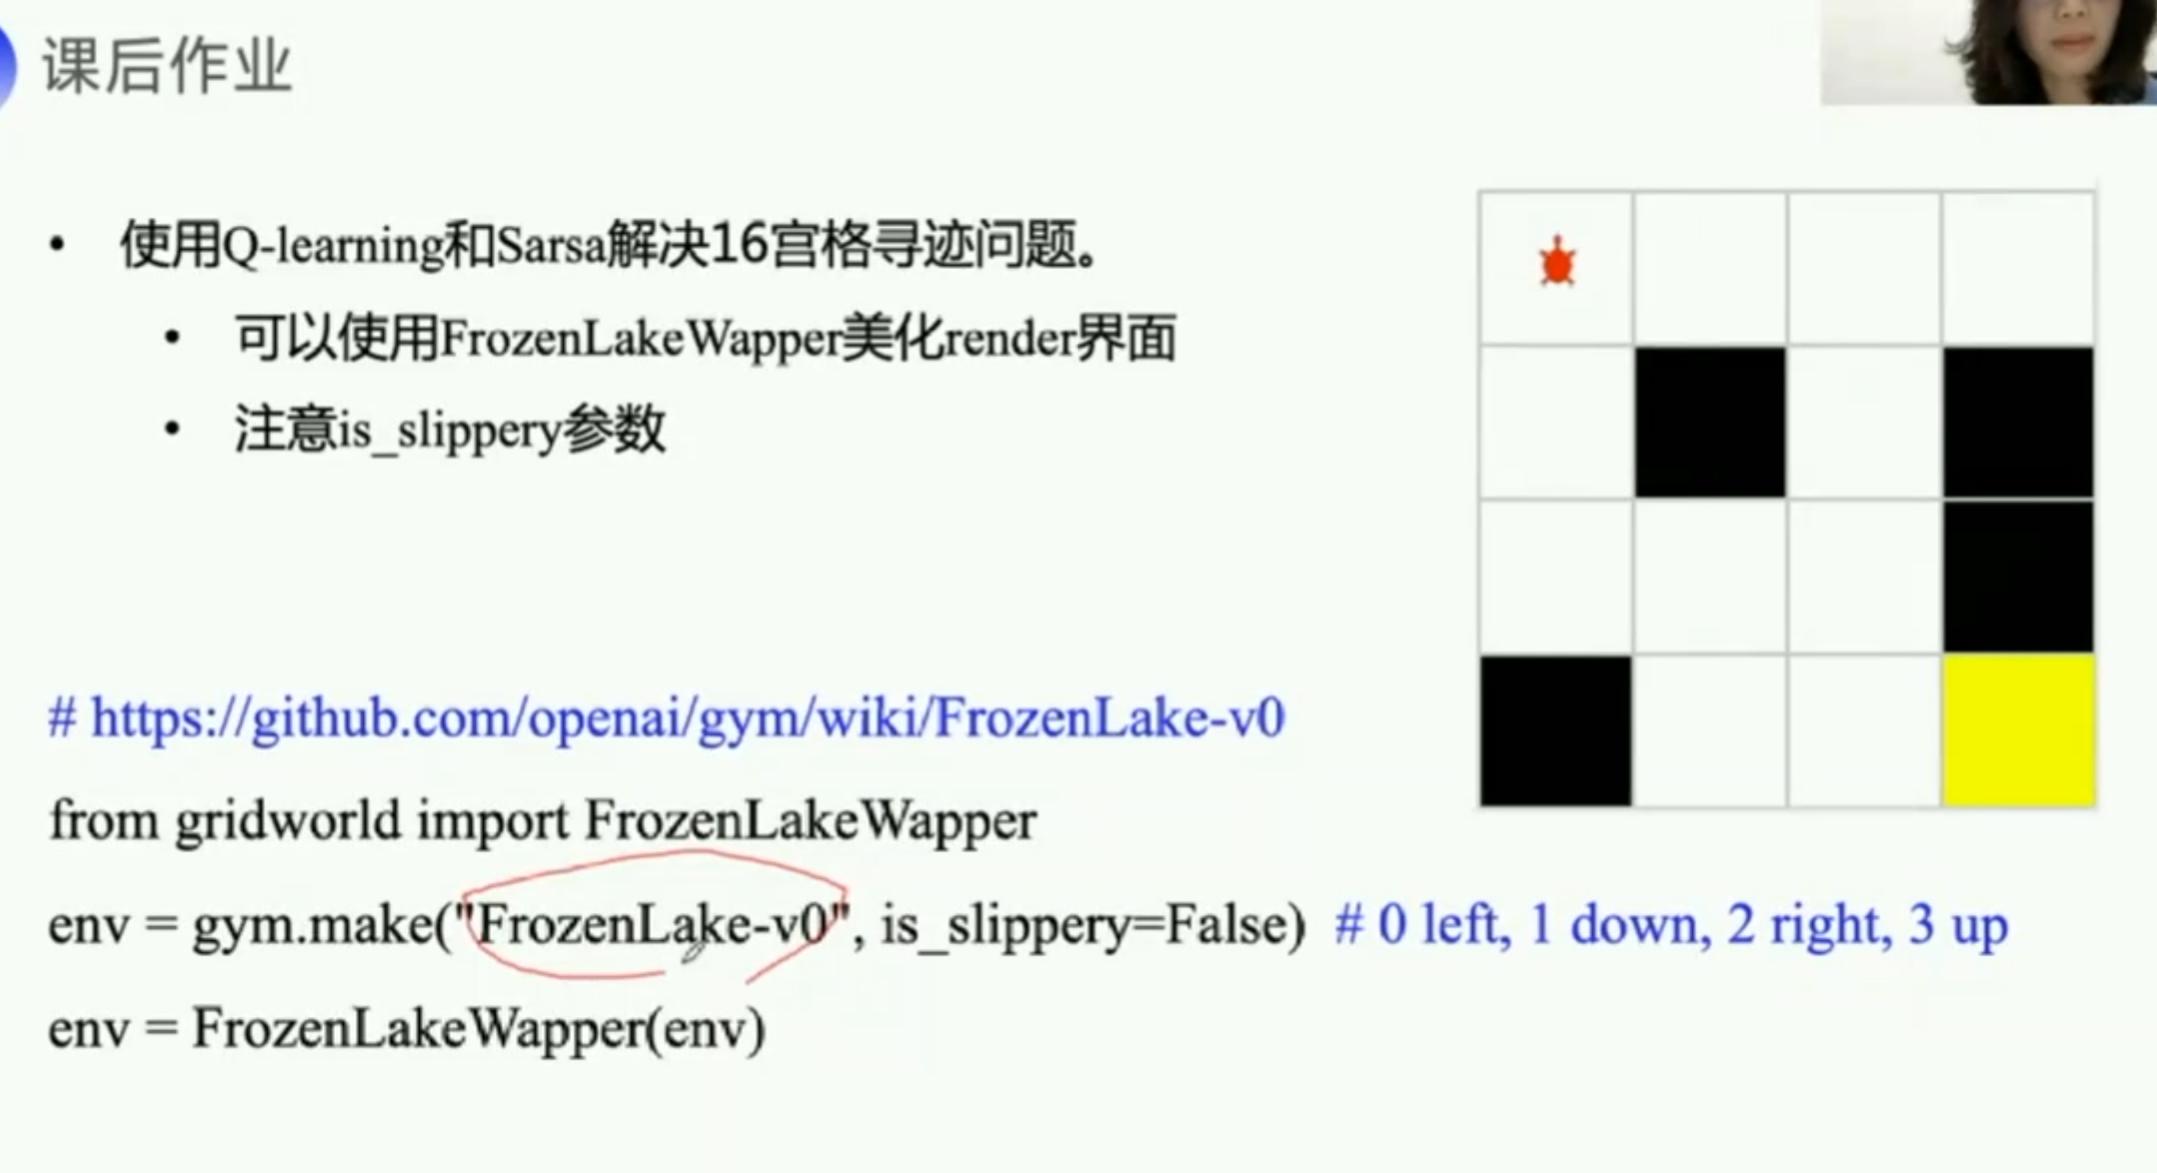 课后作业
• 使用Q-learning和Sarsa解决16宫格寻迹问题。
• 可以使用FrozenLakeWapper美化render界面
• 注意is_slippery参数
# https://github.com/openai/gym/wiki/FrozenLake-v0
from gridworld import FrozenLakeWapper
env = gym.make("FrozenLake-v0", is_slippery=False) # 0 left, 1 down, 2 right, 3 up
env = FrozenLakeWapper(env)